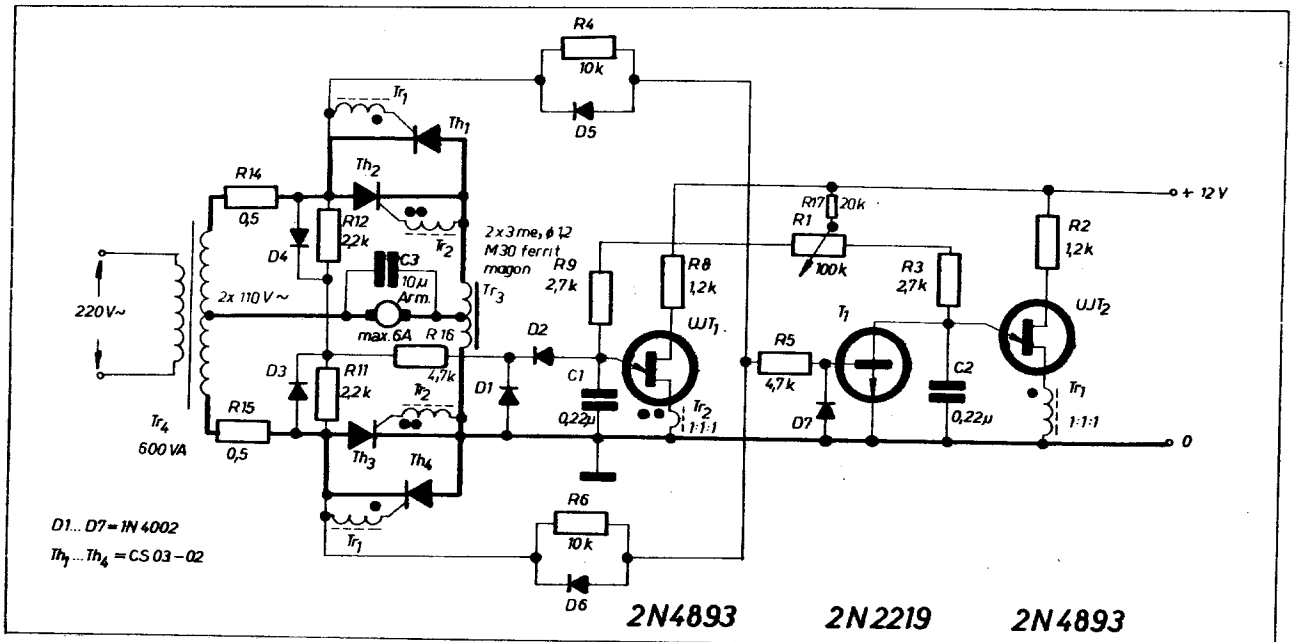 R4
10k
D5
Tr1
Th1
Th2
R14
0,5
R12
2,2k
D4
Tr2
C3
10μ
Arm.
max. 6A
2x 110V~
220V~
2 x 3 me, ϕ 1,2
M30 ferrit
magon
Tr3
R9
2,7k
R8
1,2k
R17
20k
R1
100k
R3
2,7k
R2
1,2k
+ 12 V
UJT1
UJT2
T1
D2
R16
4,7k
D1
C1
0,22μ
Tr2
1:1:1
R5
4,7k
D7
C2
0,22μ
Tr1
1:1:1
0
D3
R11
2,2k
Tr2
R15
0,5
Th3
Th4
Tr1
Tr4
600 VA
R6
10k
D6
D1... D7 = 1N 4002
Th1... Th4 = CS 03-02
2N4893
2N2219
2N4893